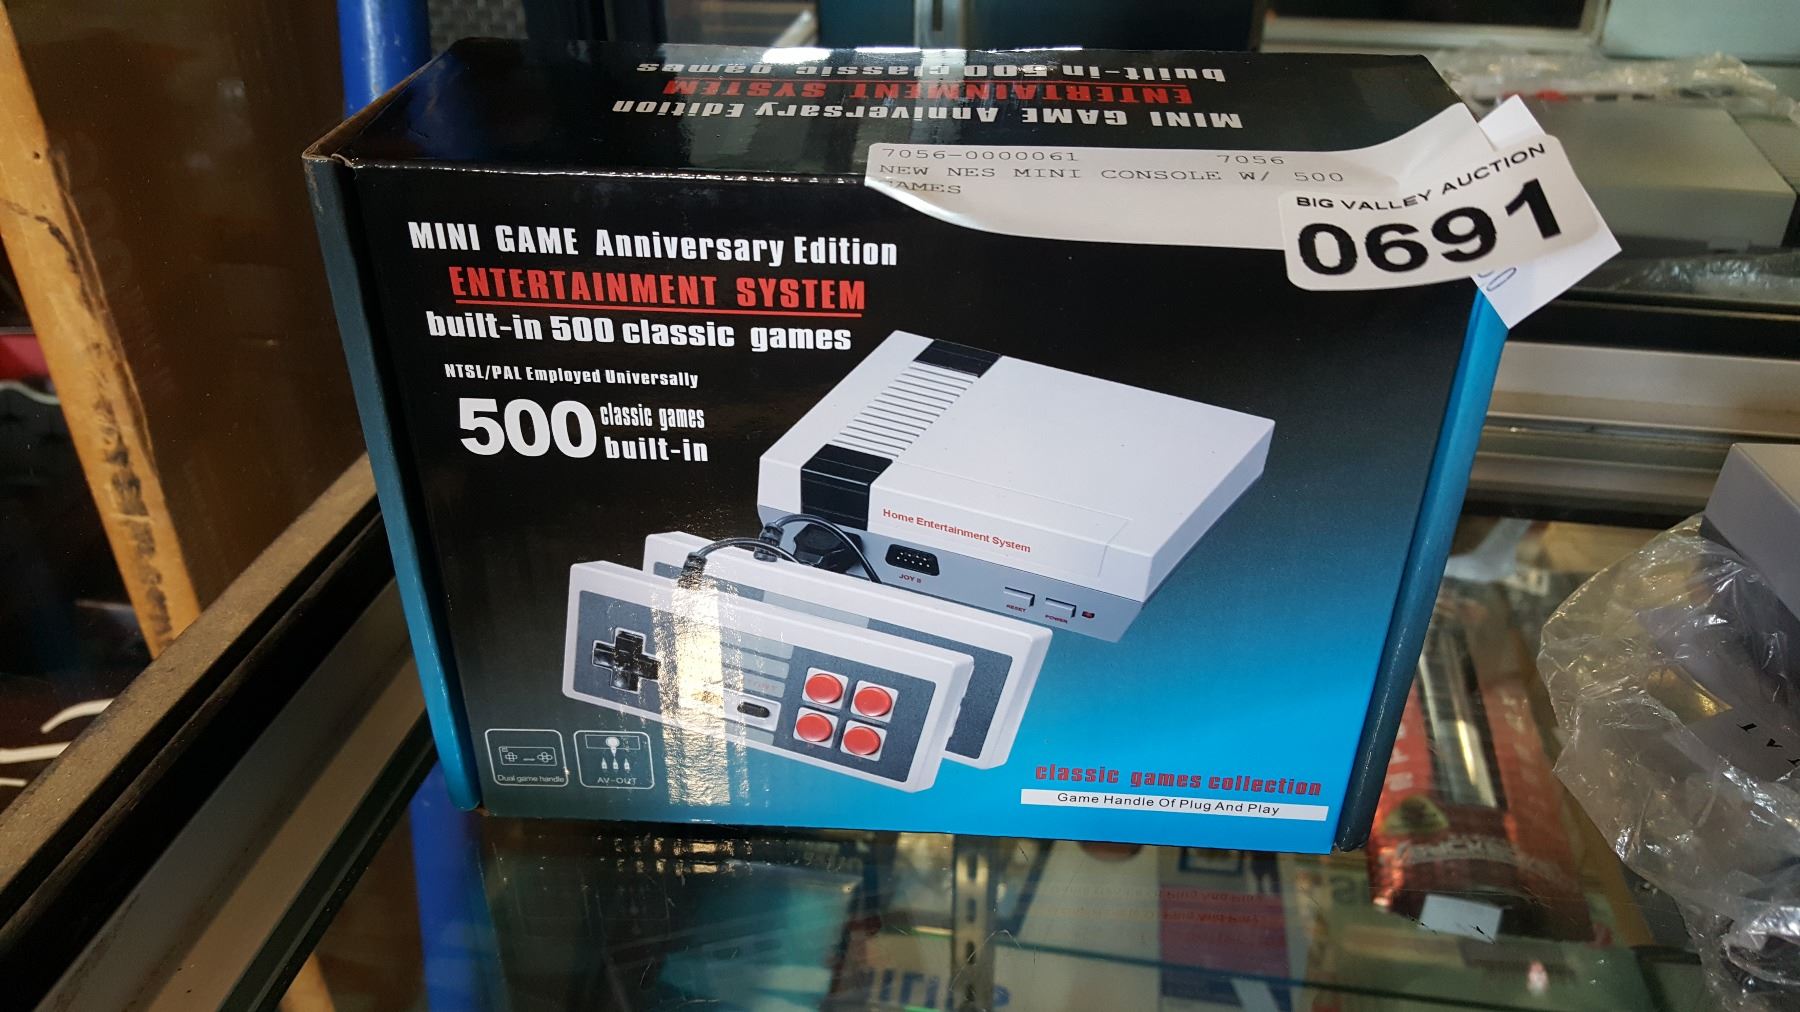 built-in 500 classic games
ENTERTAINMENT SYSTEM
MINI GAME Anniversary Edition
7056-0000061 7056
NEW NES MINI CONSOLE W/ 500
GAMES
BIG VALLEY AUCTION
0691
MINI GAME Anniversary Edition
ENTERTAINMENT SYSTEM
built-in 500 classic games
NTSL/PAL Employed Universally
500 classic games
built-in
Home Entertainment System
JOY II
RESET
POWER
Dual game handle
AV-OUT
classic games collection
Game Handle Of Plug And Play